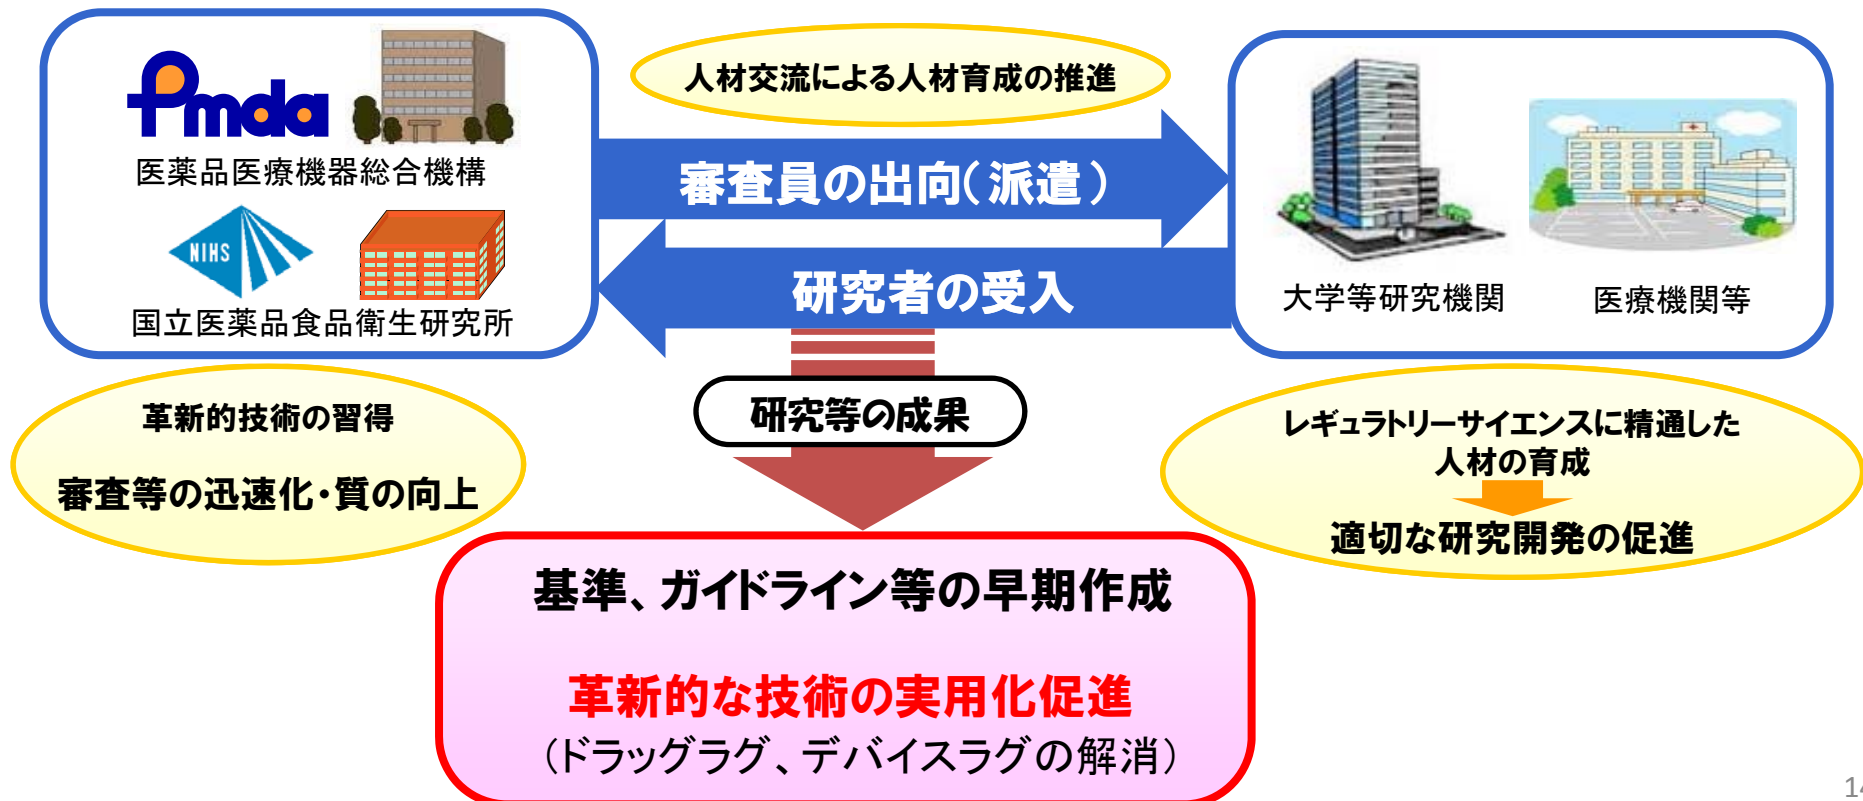 Pmda
医薬品医療機器総合機構
NIHS
国立医薬品食品衛生研究所
人材交流による人材育成の推進
審査員の出向(派遣)
研究者の受入
大学等研究機関
医療機関等
革新的技術の習得
審査等の迅速化・質の向上
研究等の成果
レギュラトリーサイエンスに精通した
人材の育成
適切な研究開発の促進
基準、ガイドライン等の早期作成
革新的な技術の実用化促進
(ドラッグラグ、デバイスラグの解消)